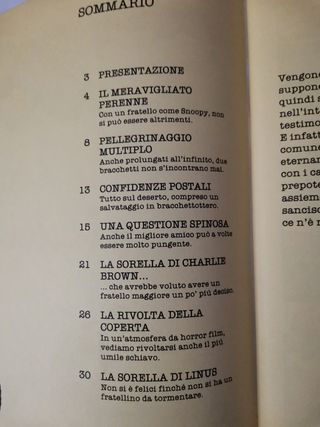 SOMMARIO
3 PRESENTAZIONE
4 IL MERAVIGLIATO
PERENNE
Con un fratello come Snoopy, non
si può essere altrimenti.
8 PELLEGRINAGGIO
MULTIPLO
Anche prolungati all'infinito, due
bracchetti non s'incontrano mai.
13 CONFIDENZE POSTALI
Tutto sul deserto, compreso un
salvataggio in bracchettottero.
15 UNA QUESTIONE SPINOSA
Anche il migliore amico può a volte
essere molto pungente.
21 LA SORELLA DI CHARLIE
BROWN...
... che avrebbe voluto avere un
fratello maggiore un po' piú deciso.
26 LA RIVOLTA DELLA
COPERTA
In un'atmosfera da horror film,
vediamo rivoltarsi anche il piú
umile schiavo.
30 LA SORELLA DI LINUS
Non si è felici finché non si ha un
fratellino da tormentare.
Vengono
suppone
quindi s
nell'int
testimo
E infatt
comune
eternar
con i ca
prepote
assiem
sancisc
ce n'è